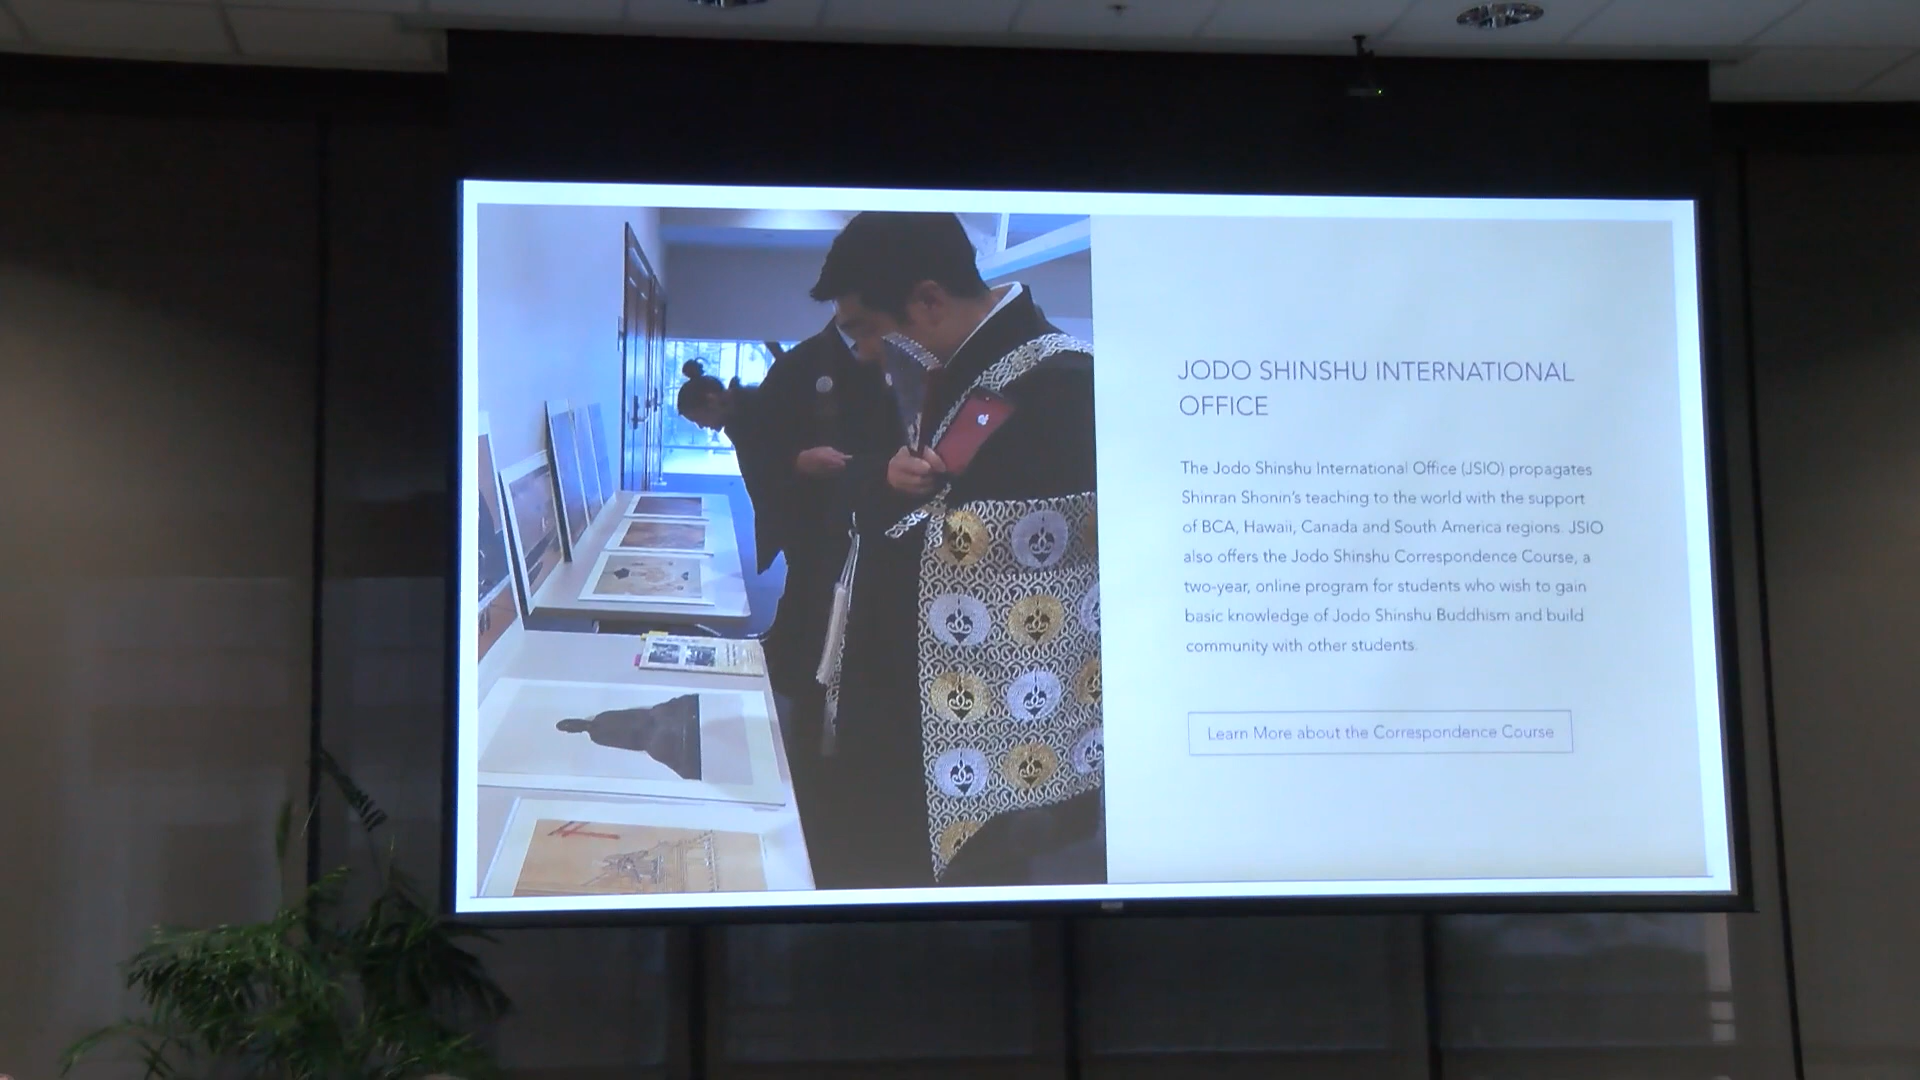 JODO SHINSHU INTERNATIONAL
OFFICE
The Jodo Shinshu International Office (JSIO) propagates
Shinran Shonin's teaching to the world with the support
of BCA, Hawaii, Canada and South America regions. JSIO
also offers the Jodo Shinshu Correspondence Course, a
two-year, online program for students who wish to gain
basic knowledge of Jodo Shinshu Buddhism and build
community with other students.
Learn More about the Correspondence Course